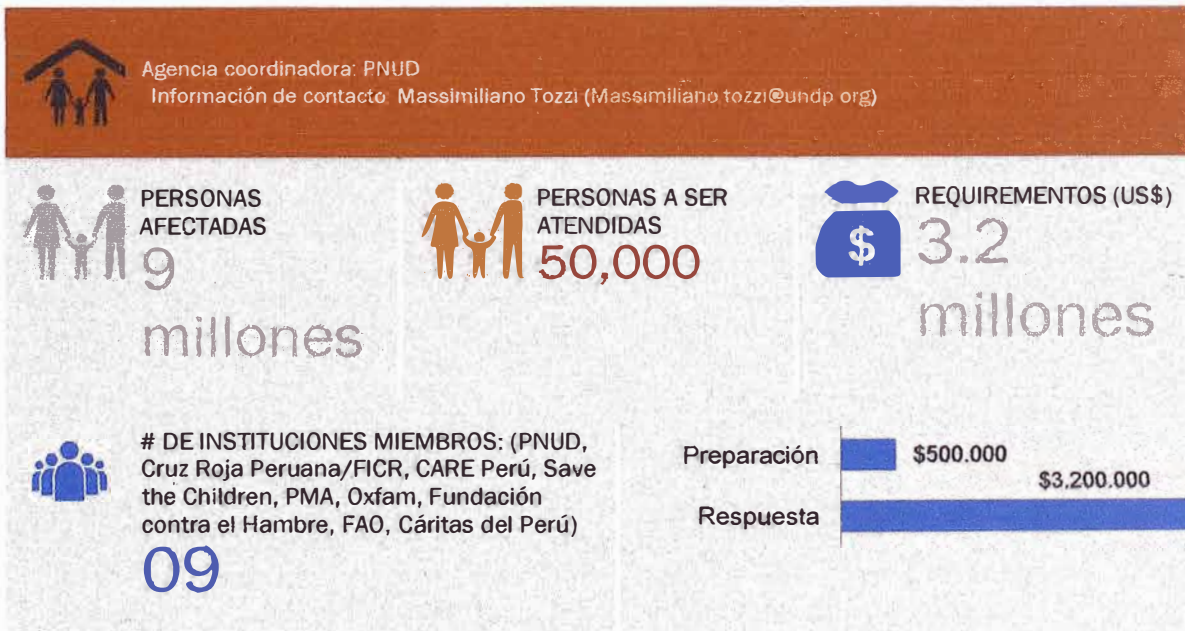 Agencia coordinadora: PNUD
Información de contacto Massimiliano Tozzi (Massimiliano tozzi@undp org)
PERSONAS
AFECTADAS
9
millones
PERSONAS A SER
ATENDIDAS
50,000
$
REQUIREMENTOS (US$)
3.2
millones
# DE INSTITUCIONES MIEMBROS: (PNUD,
Cruz Roja Peruana/FICR, CARE Perú, Save
the Children, PMA, Oxfam, Fundación
contra el Hambre, FAO, Cáritas del Perú)
09
Preparación
$500.000
$3,200.000
Respuesta